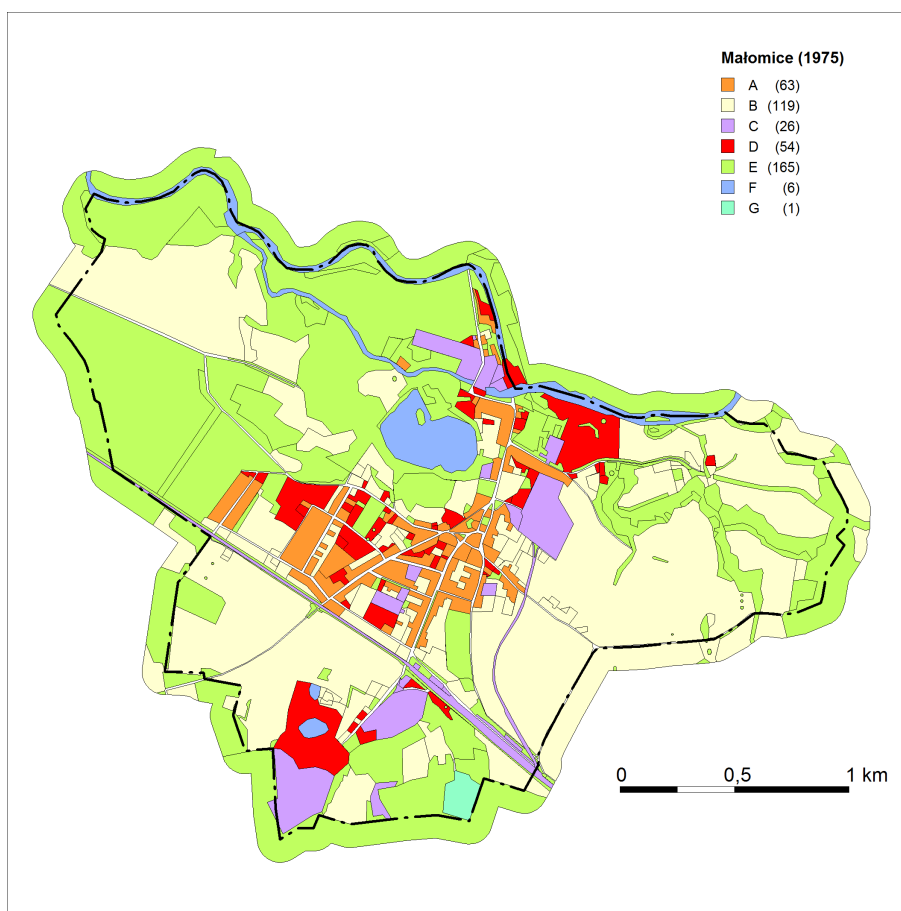 Małomice (1975)
A (63)
B (119)
C (26)
D (54)
E (165)
F (6)
G (1)
0 0,5 1 km